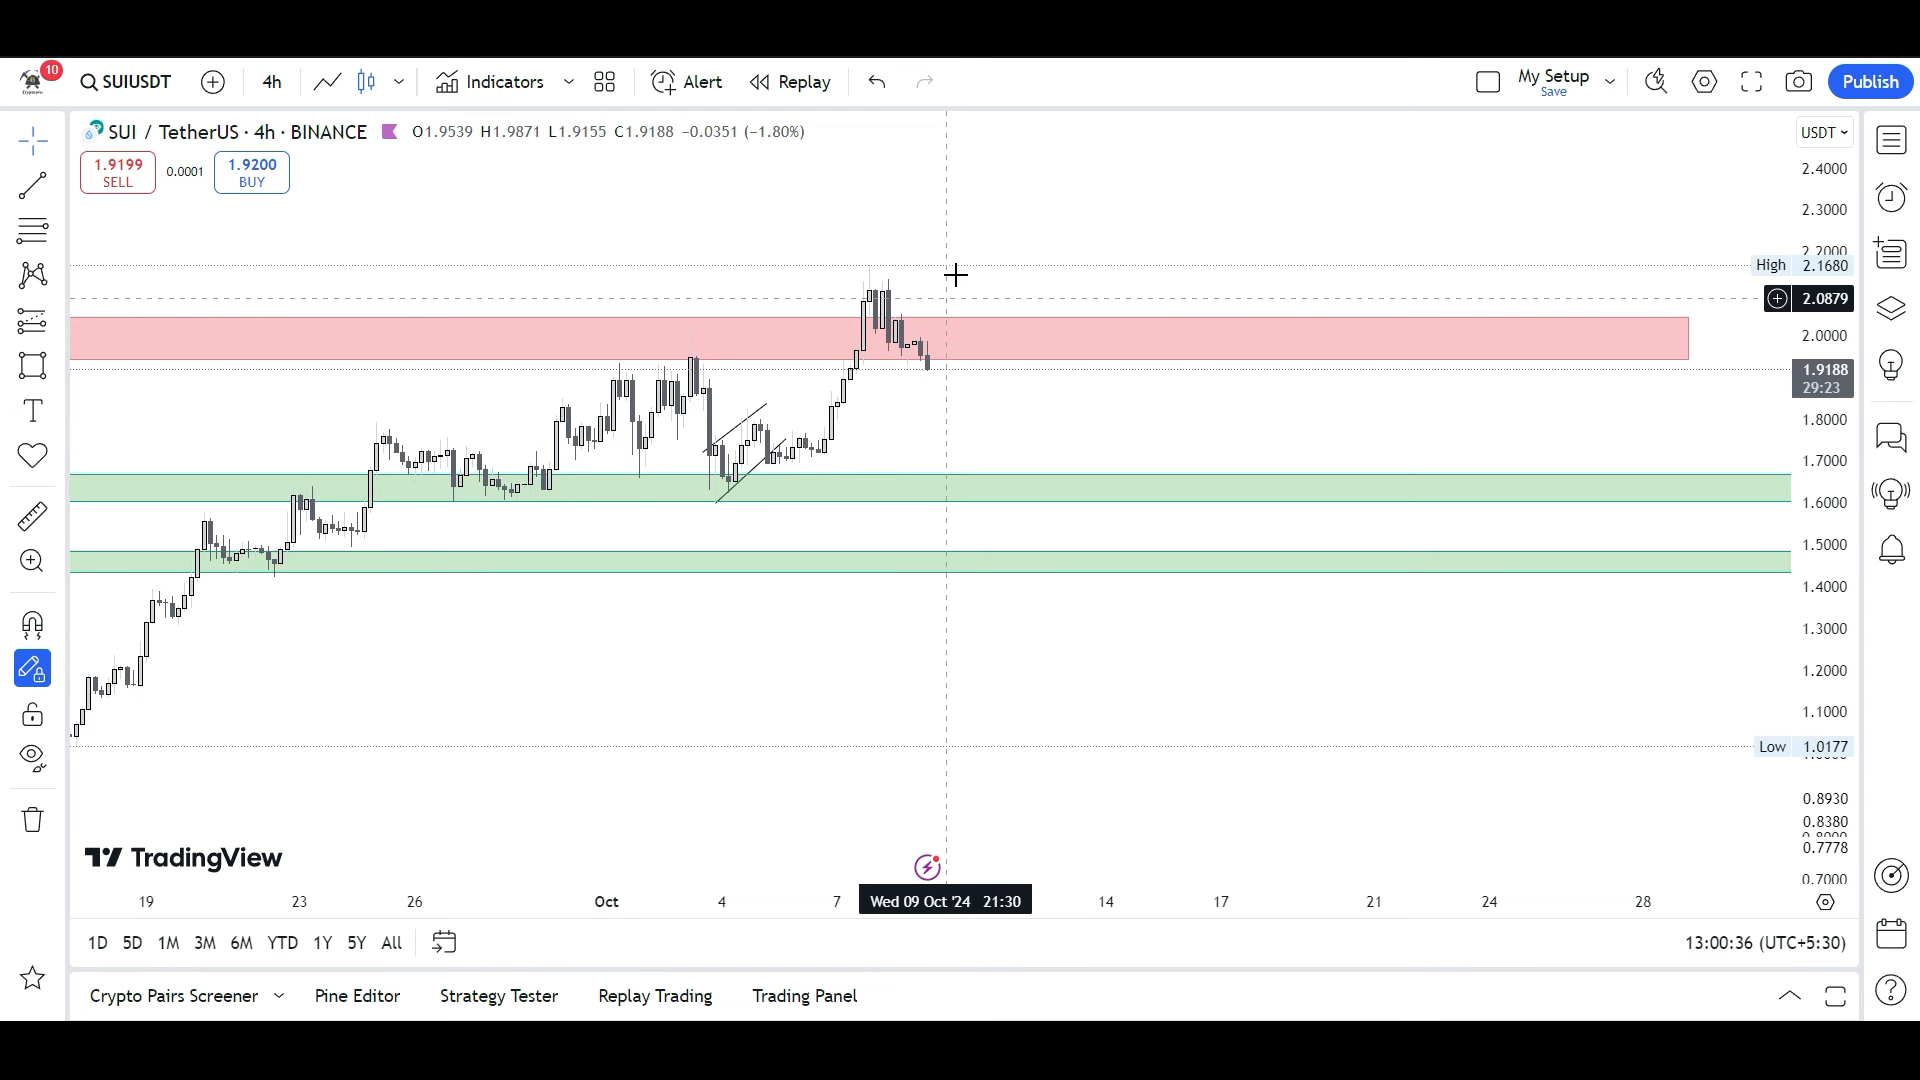 10
SUIUSDT
4h
Indicators
Alert
Replay
My Setup
Save
Publish
SUI / TetherUS · 4h · BINANCE
O1.9539 H1.9871 L1.9155 C1.9188 −0.0351 (−1.80%)
USDT
1.9199
SELL
0.0001
1.9200
BUY
2.4000
2.3000
2.2000
High 2.1680
2.0879
2.0000
1.9188
29:23
1.8000
1.7000
1.6000
1.5000
1.4000
1.3000
1.2000
1.1000
Low 1.0177
0.8930
0.8380
0.7778
0.7000
TradingView
19 23 26 Oct 4 7 Wed 09 Oct '24 21:30 14 17 21 24 28
1D 5D 1M 3M 6M YTD 1Y 5Y All
13:00:36 (UTC+5:30)
Crypto Pairs Screener Pine Editor Strategy Tester Replay Trading Trading Panel